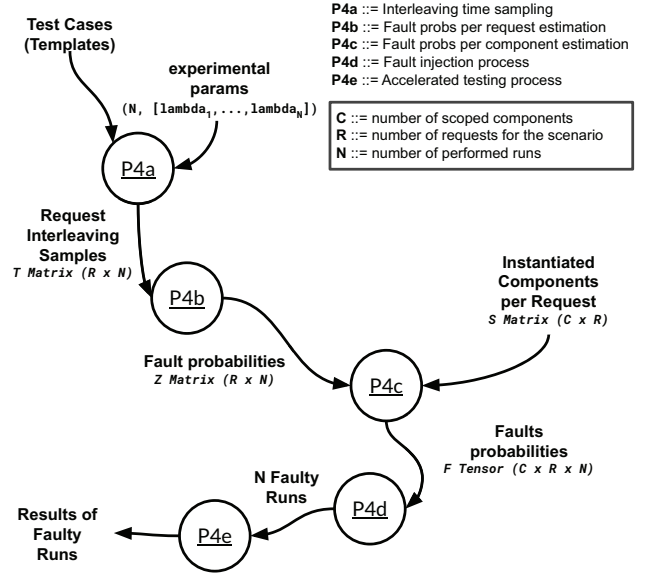 Test Cases
(Templates)
experimental
params
(N, [lambda1,...,lambdaN])
P4a ::= Interleaving time sampling
P4b ::= Fault probs per request estimation
P4c ::= Fault probs per component estimation
P4d ::= Fault injection process
P4e ::= Accelerated testing process
C ::= number of scoped components
R ::= number of requests for the scenario
N ::= number of performed runs
P4a
Request
Interleaving
Samples
T Matrix (R x N)
P4b
Instantiated
Components
per Request
S Matrix (C x R)
Fault probabilities
Z Matrix (R x N)
P4c
Faults
probabilities
F Tensor (C x R x N)
N Faulty
Runs
P4d
Results of
Faulty
Runs
P4e